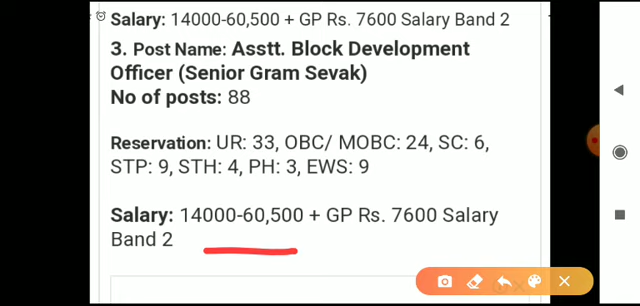 Salary: 14000-60,500 + GP Rs. 7600 Salary Band 2
3. Post Name: Asstt. Block Development
Officer (Senior Gram Sevak)
No of posts: 88
Reservation: UR: 33, OBC/ MOBC: 24, SC: 6,
STP: 9, STH: 4, PH: 3, EWS: 9
Salary: 14000-60,500 + GP Rs. 7600 Salary
Band 2